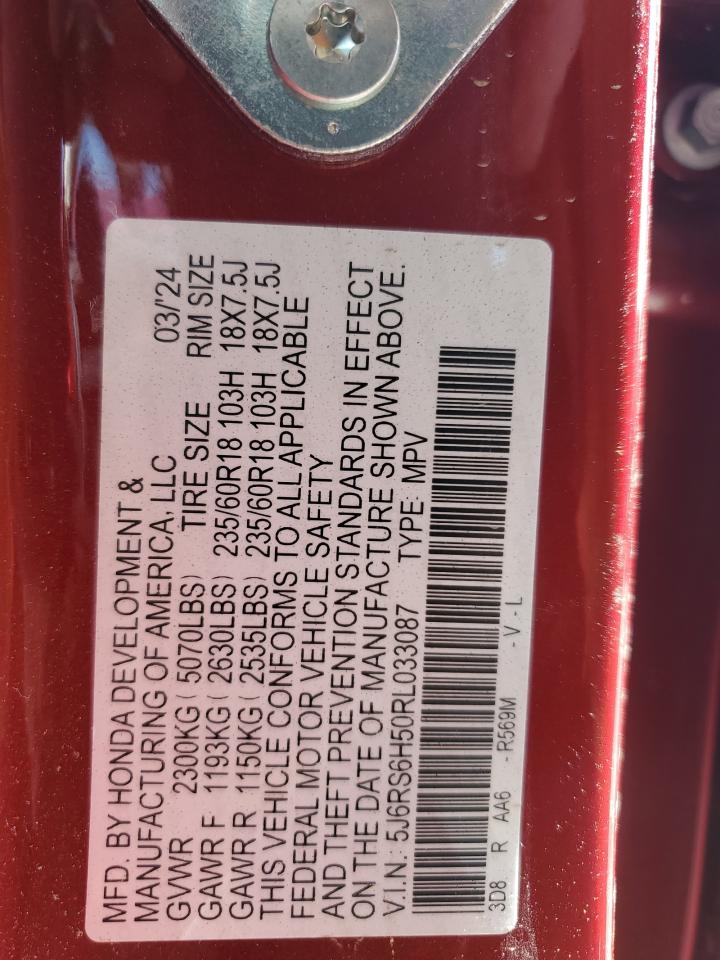 MFD. BY HONDA DEVELOPMENT &
MANUFACTURING OF AMERICA, LLC 03/'24
GVWR 2300KG ( 5070LBS) TIRE SIZE RIM SIZE
GAWR F 1193KG ( 2630LBS) 235/60R18 103H 18X7.5J
GAWR R 1150KG ( 2535LBS) 235/60R18 103H 18X7.5J
THIS VEHICLE CONFORMS TO ALL APPLICABLE
FEDERAL MOTOR VEHICLE SAFETY
AND THEFT PREVENTION STANDARDS IN EFFECT
ON THE DATE OF MANUFACTURE SHOWN ABOVE.
V.I.N.: 5J6RS6H50RL033087 TYPE: MPV
3D8 R AA6 - R569M - V - L